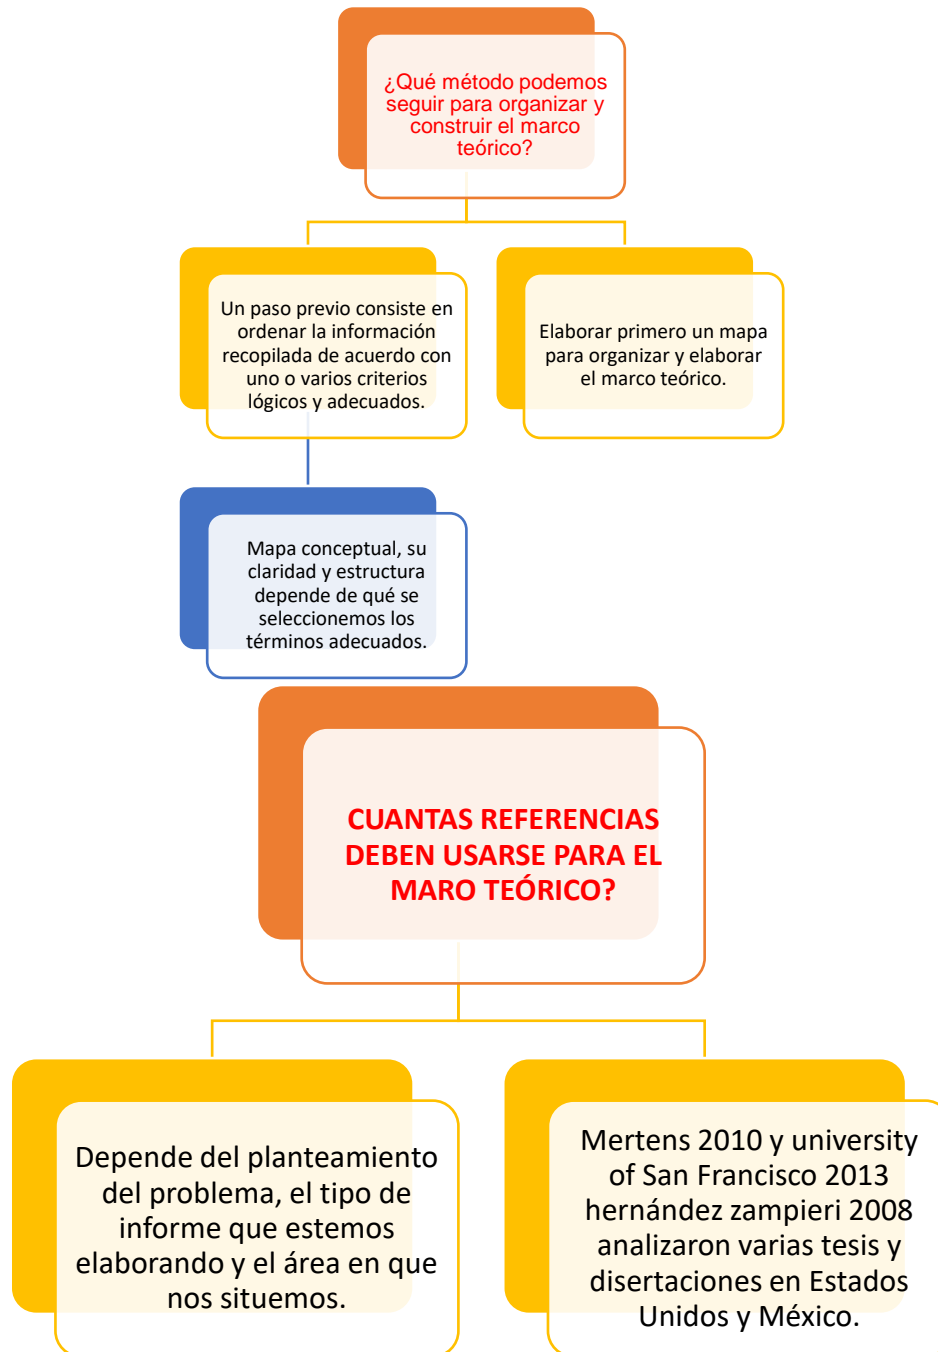 ¿Qué método podemos
seguir para organizar y
construir el marco
teórico?
Un paso previo consiste en
ordenar la información
recopilada de acuerdo con
uno o varios criterios
lógicos y adecuados.
Elaborar primero un mapa
para organizar y elaborar
el marco teórico.
Mapa conceptual, su
claridad y estructura
depende de qué se
seleccionemos los
términos adecuados.
CUANTAS REFERENCIAS
DEBEN USARSE PARA EL
MARO TEÓRICO?
Depende del planteamiento
del problema, el tipo de
informe que estemos
elaborando y el área en que
nos situemos.
Mertens 2010 y university
of San Francisco 2013
hernández zampieri 2008
analizaron varias tesis y
disertaciones en Estados
Unidos y México.